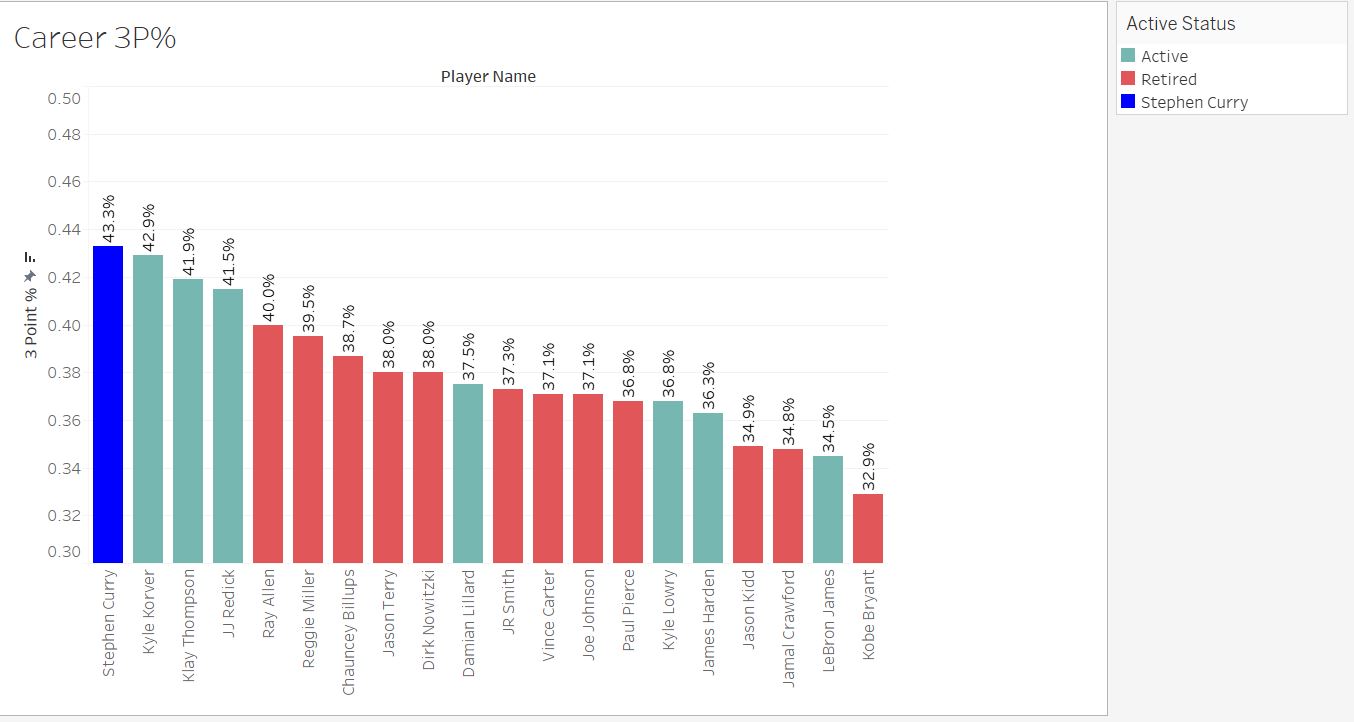 Career 3P%
Player Name
3 Point %
0.50
0.48
0.46
0.44
0.42
0.40
0.38
0.36
0.34
0.32
0.30
43.3%
42.9%
41.9%
41.5%
40.0%
39.5%
38.7%
38.0%
38.0%
37.5%
37.3%
37.1%
37.1%
36.8%
36.8%
36.3%
34.9%
34.8%
34.5%
32.9%
Stephen Curry
Kyle Korver
Klay Thompson
JJ Redick
Ray Allen
Reggie Miller
Chauncey Billups
Jason Terry
Dirk Nowitzki
Damian Lillard
JR Smith
Vince Carter
Joe Johnson
Paul Pierce
Kyle Lowry
James Harden
Jason Kidd
Jamal Crawford
LeBron James
Kobe Bryant
Active Status
Active
Retired
Stephen Curry